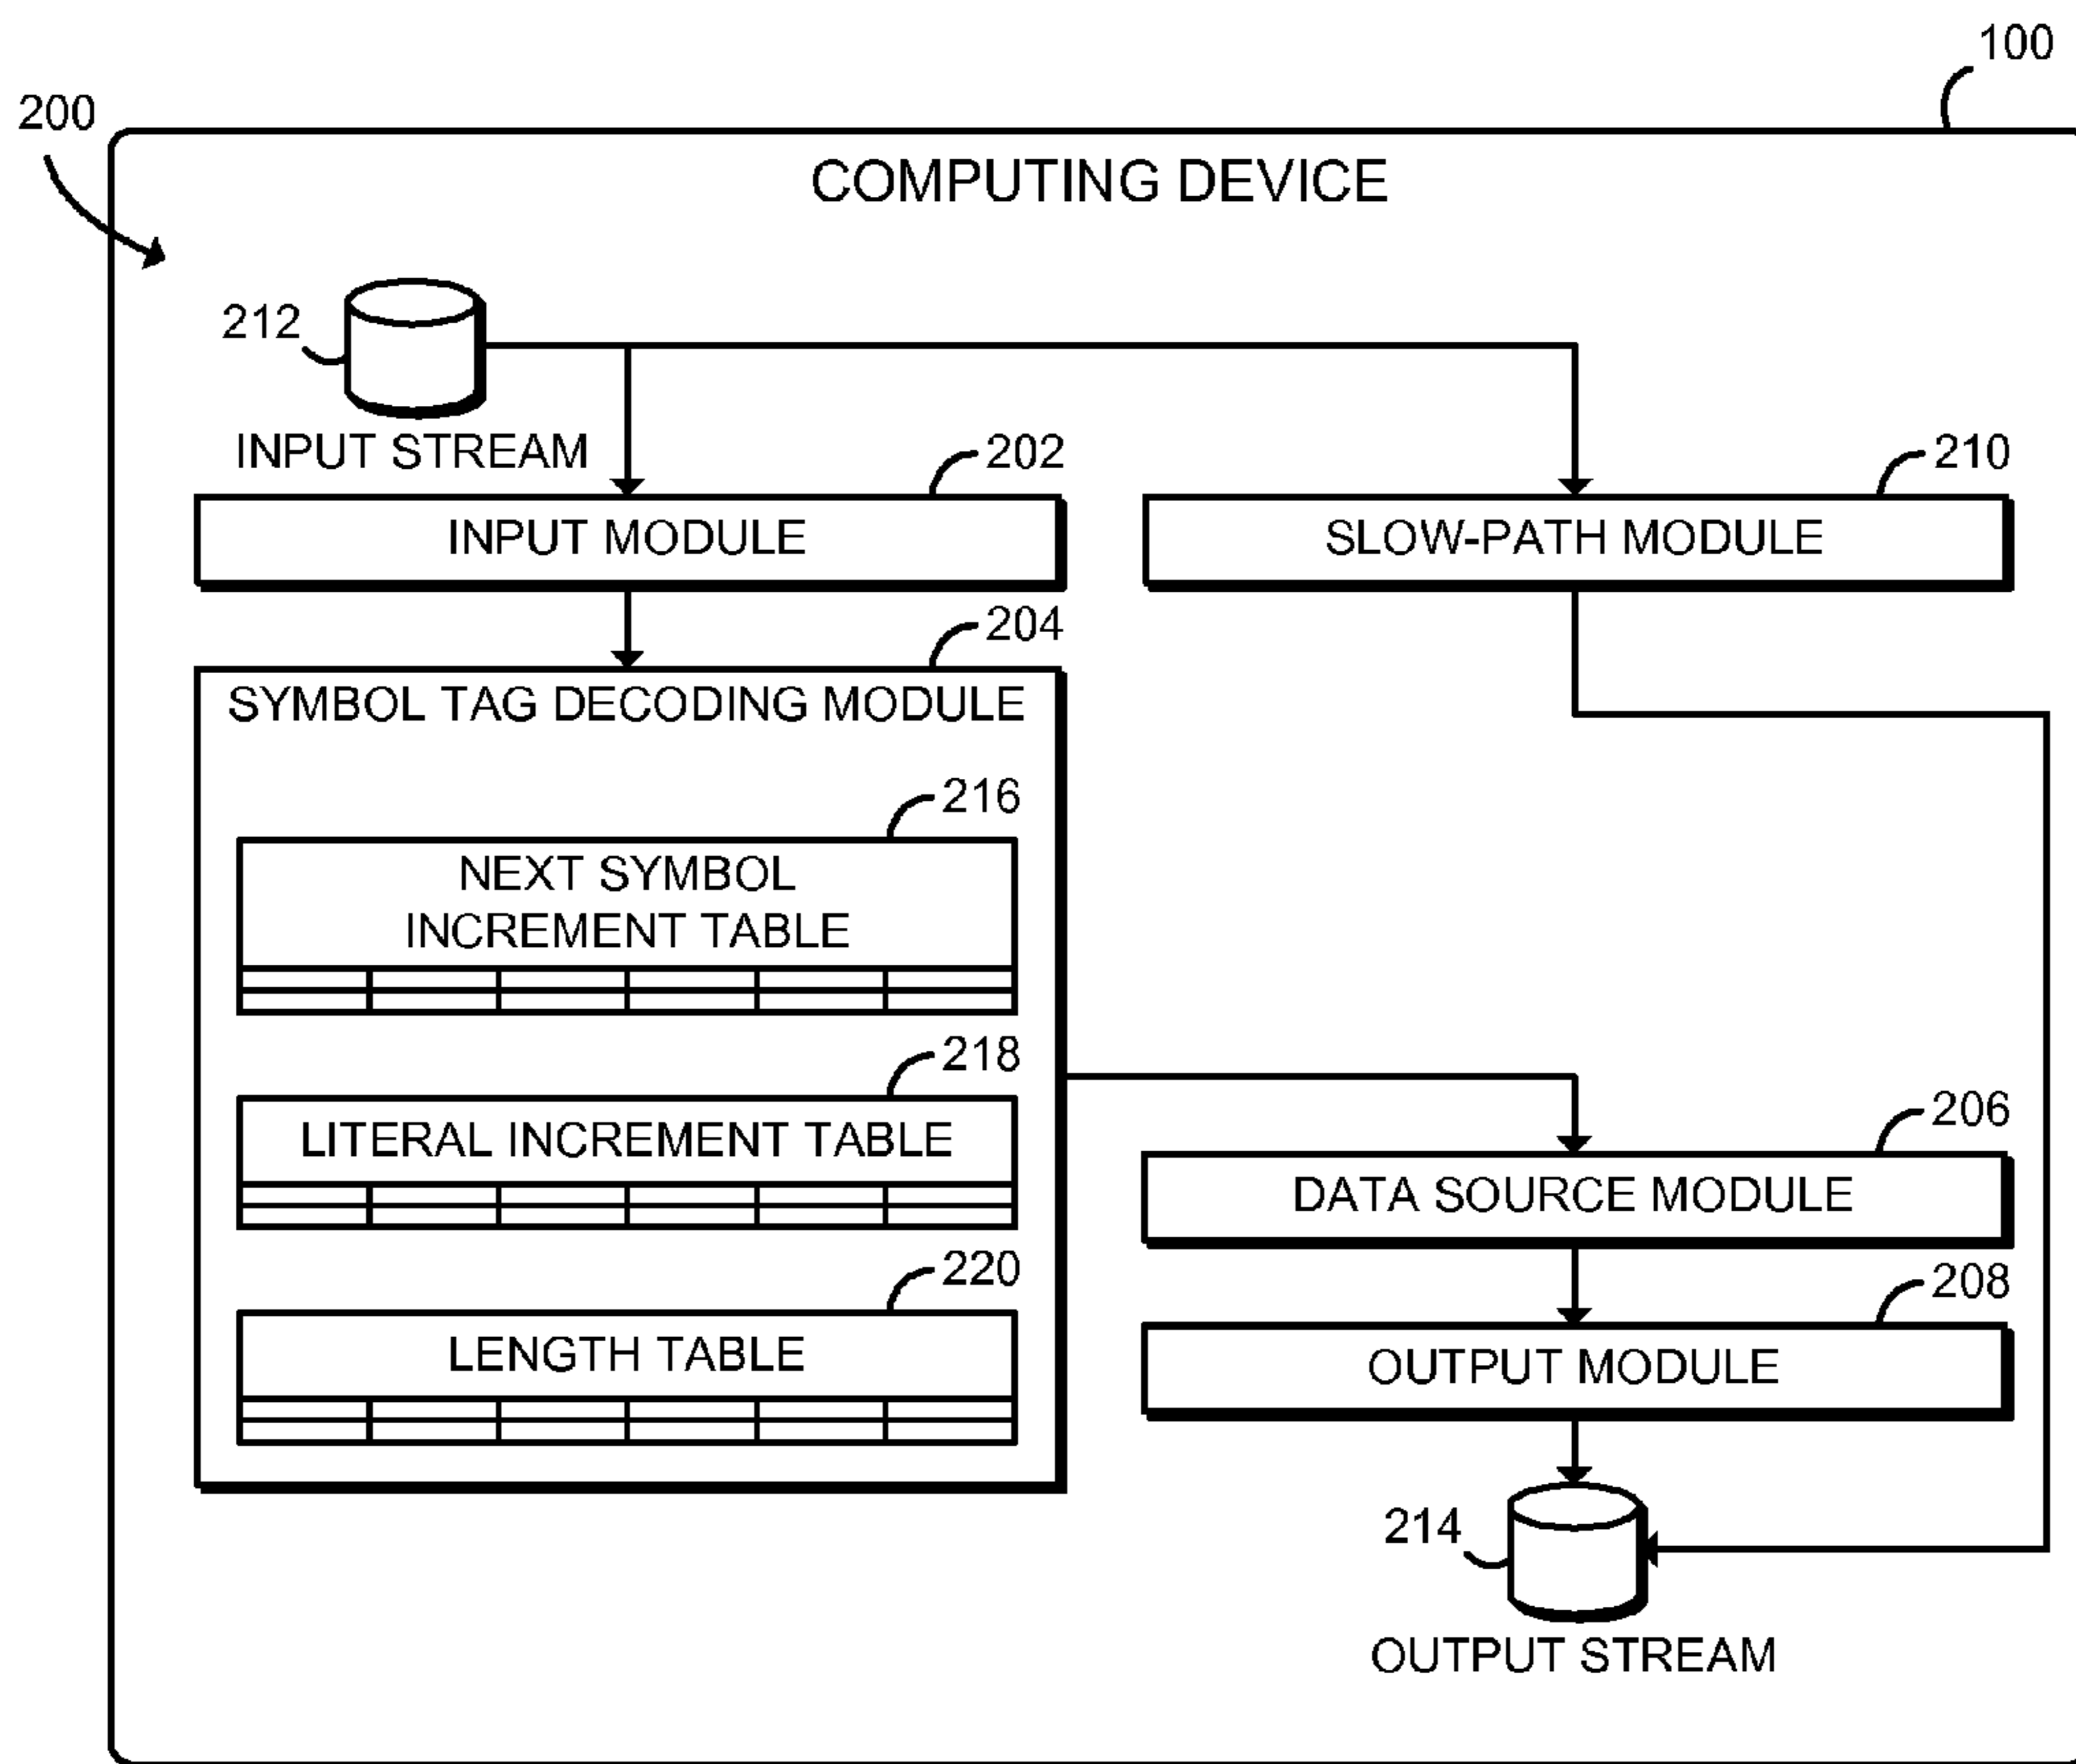 100
200
COMPUTING DEVICE
212
INPUT STREAM
202
210
INPUT MODULE
SLOW-PATH MODULE
204
SYMBOL TAG DECODING MODULE
216
NEXT SYMBOL
INCREMENT TABLE
218
LITERAL INCREMENT TABLE
206
DATA SOURCE MODULE
220
208
LENGTH TABLE
OUTPUT MODULE
214
OUTPUT STREAM